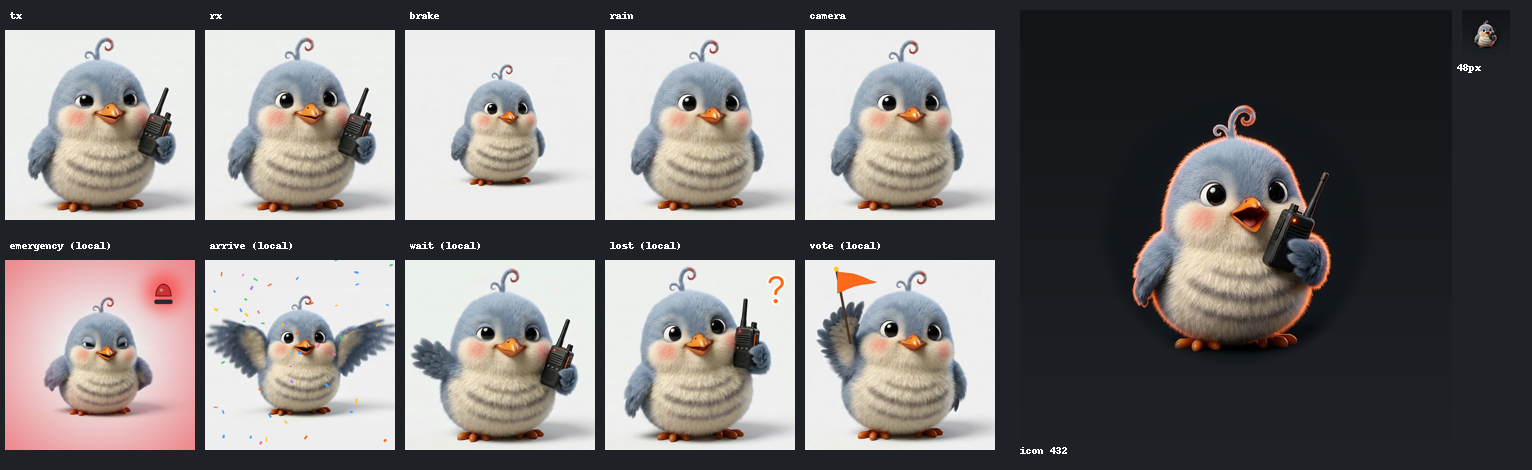 tx
rx
brake
rain
camera
48px
emergency (local)
arrive (local)
wait (local)
lost (local)
?
vote (local)
icon 432